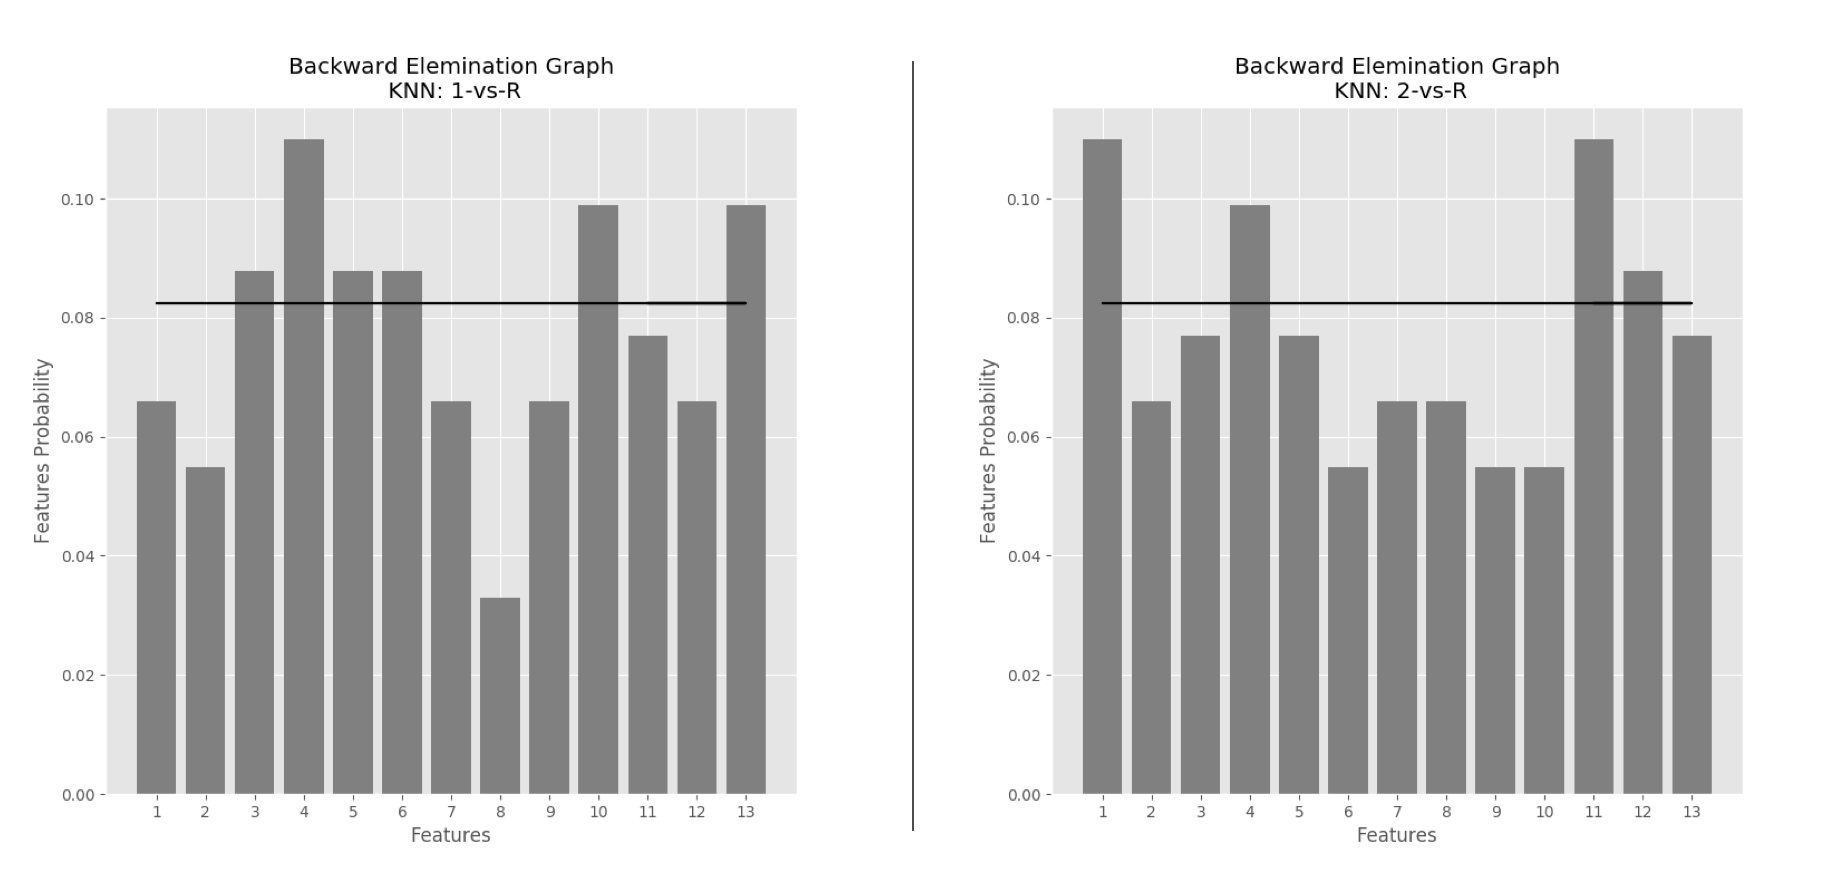 Backward Elemination Graph
KNN: 1-vs-R
0.10
0.08
0.06
0.04
0.02
0.00
Features Probability
1 2 3 4 5 6 7 8 9 10 11 12 13
Features
Backward Elemination Graph
KNN: 2-vs-R
0.10
0.08
0.06
0.04
0.02
0.00
Features Probability
1 2 3 4 5 6 7 8 9 10 11 12 13
Features